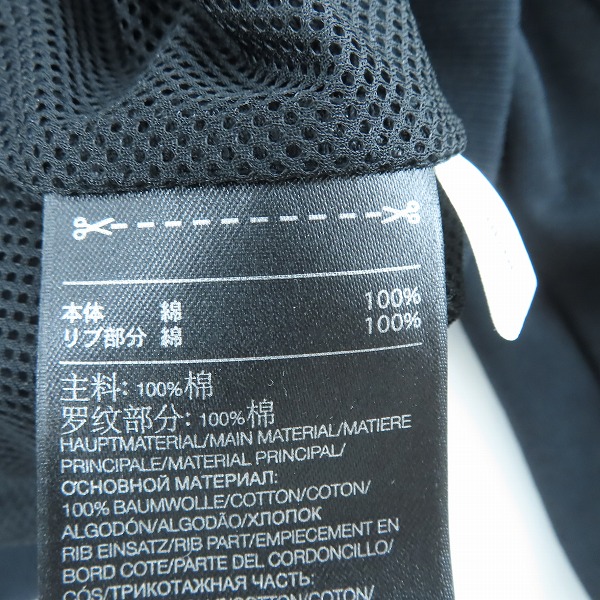 本体 綿 100%
リブ部分 綿 100%
主料: 100%棉
罗纹部分: 100%棉
HAUPTMATERIAL/MAIN MATERIAL/MATIERE
PRINCIPALE/MATERIAL PRINCIPAL/
ОСНОВНОЙ МАТЕРИАЛ:
100% BAUMWOLLE/COTTON/COTON/
ALGODÓN/ALGODÃO/ХЛОПОК
RIB EINSATZ/RIB PART/EMPIECEMENT EN
BORD COTE/PARTE DEL CORDONCILLO/
CÓS/ТРИКОТАЖНАЯ ЧАСТЬ: